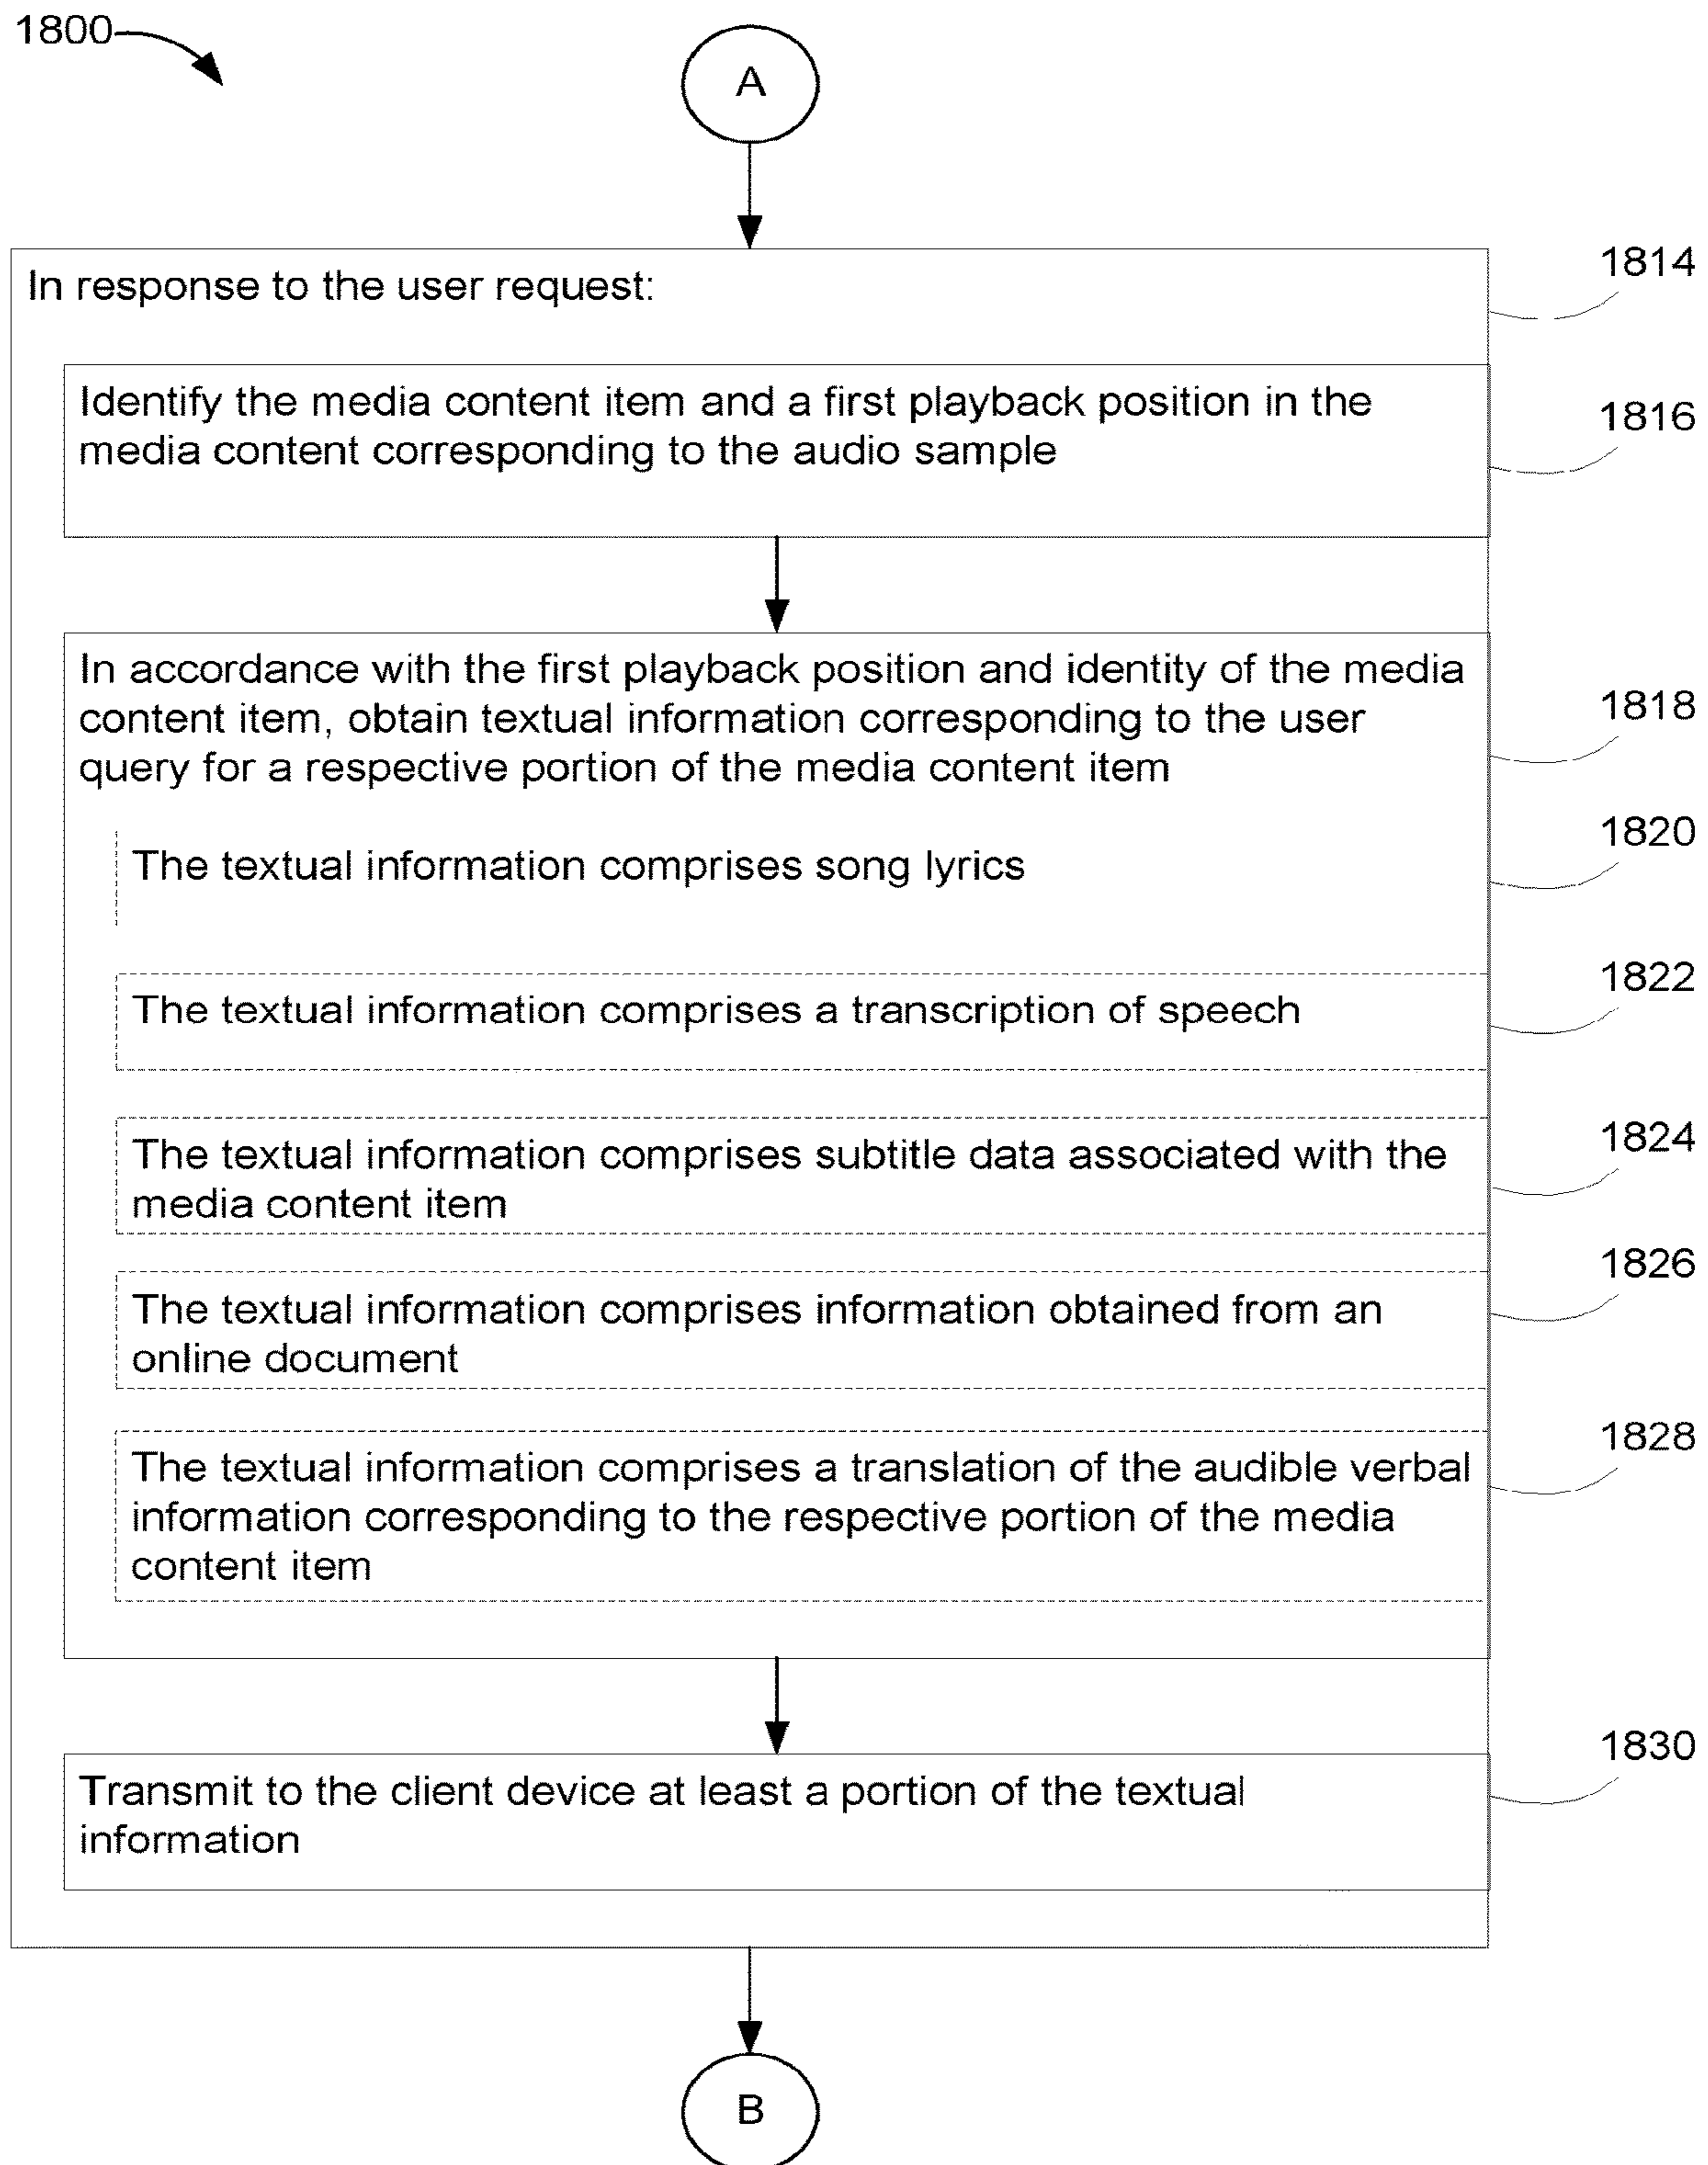 1800
A
In response to the user request:
1814
Identify the media content item and a first playback position in the
media content corresponding to the audio sample
1816
In accordance with the first playback position and identity of the media
content item, obtain textual information corresponding to the user
query for a respective portion of the media content item
1818
The textual information comprises song lyrics
1820
The textual information comprises a transcription of speech
1822
The textual information comprises subtitle data associated with the
media content item
1824
The textual information comprises information obtained from an
online document
1826
The textual information comprises a translation of the audible verbal
information corresponding to the respective portion of the media
content item
1828
Transmit to the client device at least a portion of the textual
information
1830
B